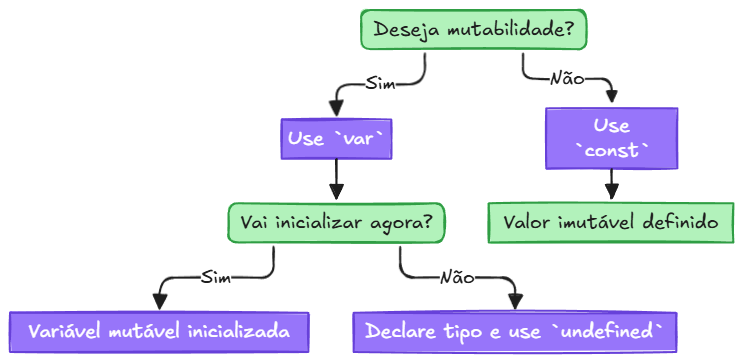 Deseja mutabilidade?
Sim
Não
Use `var`
Use
`const`
Vai inicializar agora?
Valor imutável definido
Sim
Não
Variável mutável inicializada
Declare tipo e use `undefined`